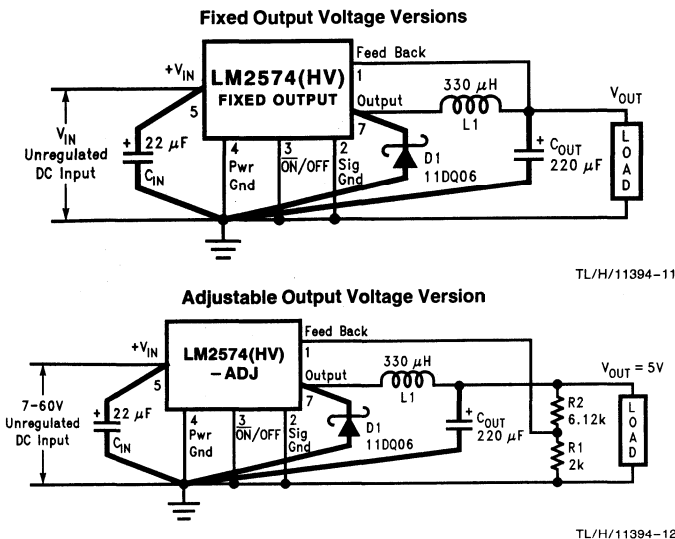 Fixed Output Voltage Versions
+VIN
5
LM2574(HV)
FIXED OUTPUT
Feed Back
1
Output
7
330 μH
L1
VOUT
VIN
Unregulated
DC Input
+
22 μF
CIN
4
Pwr
Gnd
3
ON/OFF
2
Sig
Gnd
D1
11DQ06
+
COUT
220 μF
LOAD
TL/H/11394-11
Adjustable Output Voltage Version
+VIN
5
LM2574(HV)
-ADJ
Feed Back
1
Output
7
330 μH
L1
VOUT = 5V
7-60V
Unregulated
DC Input
+
22 μF
CIN
4
Pwr
Gnd
3
ON/OFF
2
Sig
Gnd
D1
11DQ06
+
COUT
220 μF
R2
6.12k
R1
2k
LOAD
TL/H/11394-12